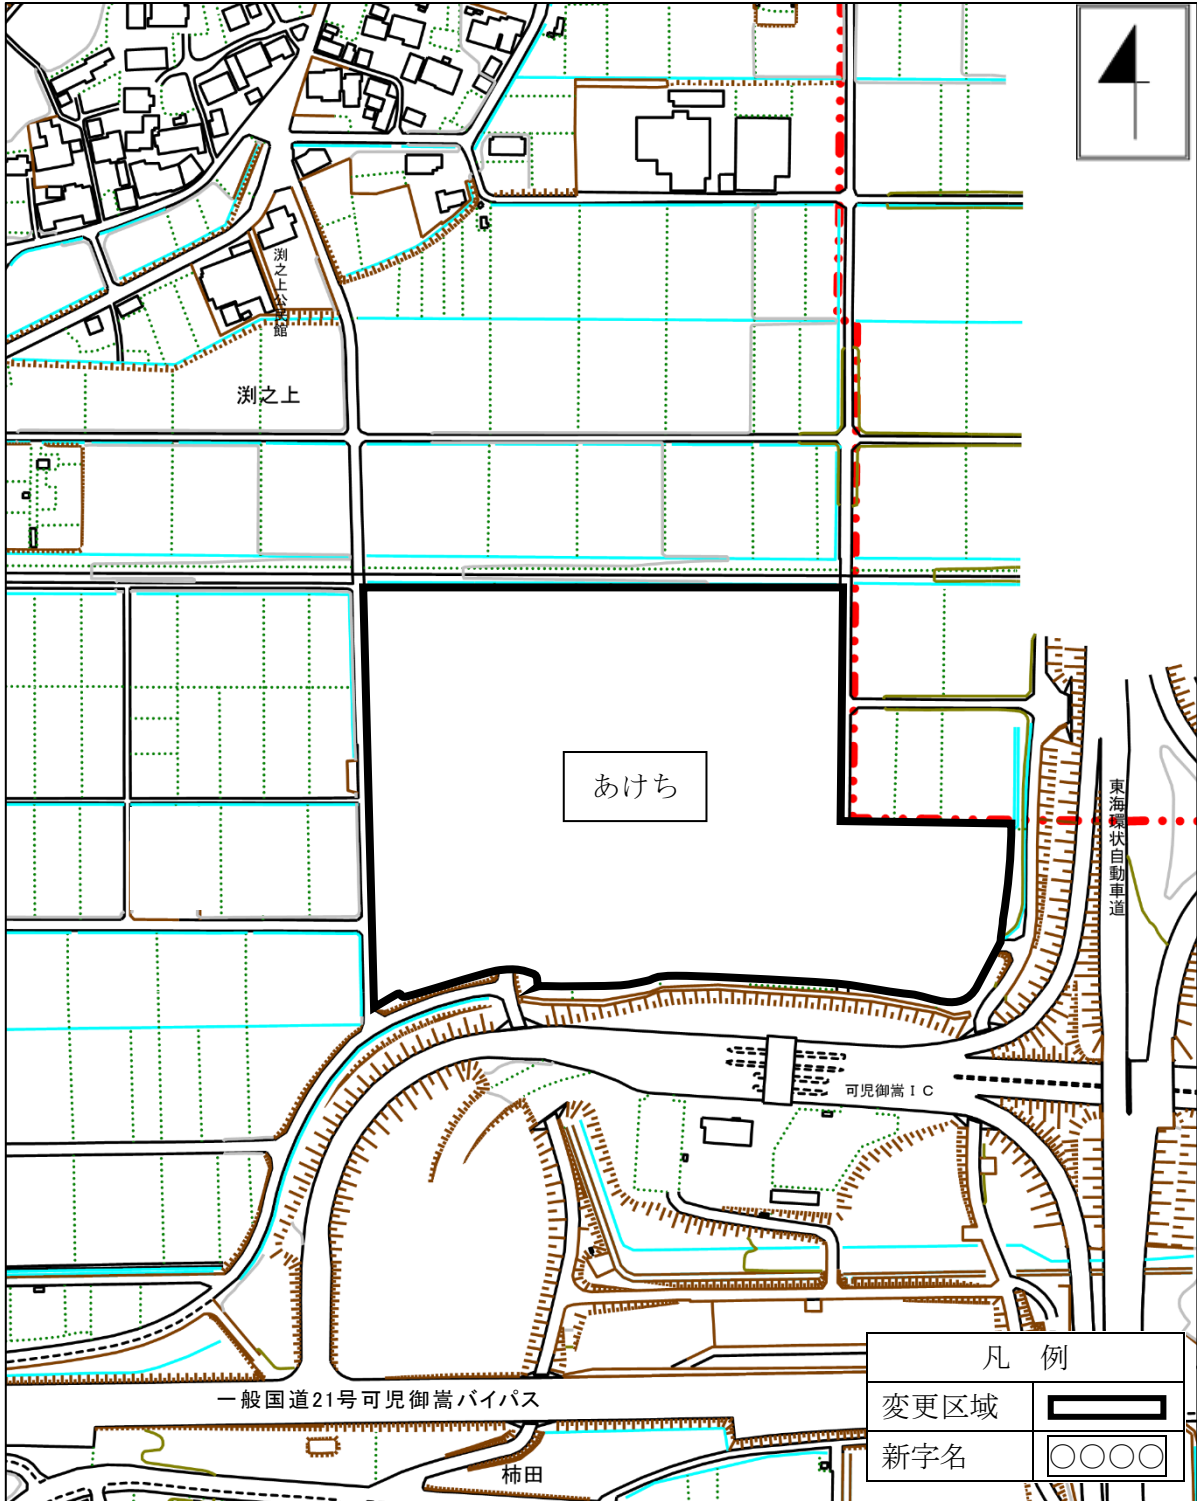 渕之上公民館
渕之上
あけち
東海環状自動車道
可児御嵩ＩＣ
一般国道21号可児御嵩バイパス
柿田
凡 例
変更区域
新字名
○○○○